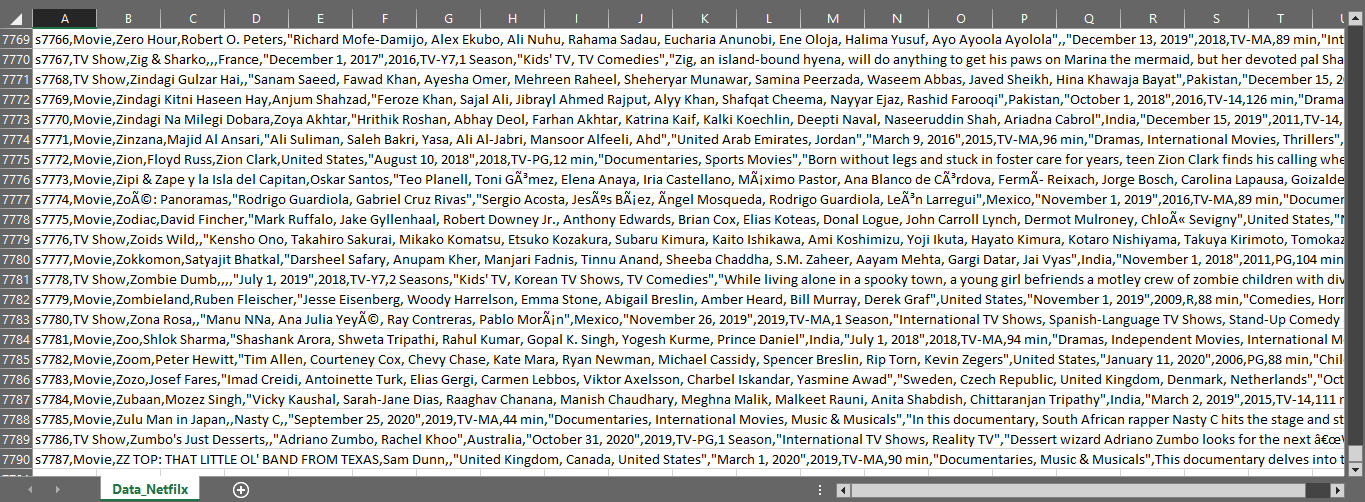 A B C D E F G H I J K L M N O P Q R S T U
7769 s7766,Movie,Zero Hour,Robert O. Peters,"Richard Mofe-Damijo, Alex Ekubo, Ali Nuhu, Rahama Sadau, Eucharia Anunobi, Ene Oloja, Halima Yusuf, Ayo Ayoola Ayolola",,"December 13, 2019",2018,TV-MA,89 min,"Int
7770 s7767,TV Show,Zig & Sharko,,,France,"December 1, 2017",2016,TV-Y7,1 Season,"Kids' TV, TV Comedies","Zig, an island-bound hyena, will do anything to get his paws on Marina the mermaid, but her devoted pal Sha
7771 s7768,TV Show,Zindagi Gulzar Hai,,"Sanam Saeed, Fawad Khan, Ayesha Omer, Mehreen Raheel, Sheheryar Munawar, Samina Peerzada, Waseem Abbas, Javed Sheikh, Hina Khawaja Bayat",Pakistan,"December 15, 2
7772 s7769,Movie,Zindagi Kitni Haseen Hay,Anjum Shahzad,"Feroze Khan, Sajal Ali, Jibrayl Ahmed Rajput, Alyy Khan, Shafqat Cheema, Nayyar Ejaz, Rashid Farooqi",Pakistan,"October 1, 2018",2016,TV-14,126 min,"Drama
7773 s7770,Movie,Zindagi Na Milegi Dobara,Zoya Akhtar,"Hrithik Roshan, Abhay Deol, Farhan Akhtar, Katrina Kaif, Kalki Koechlin, Deepti Naval, Naseeruddin Shah, Ariadna Cabrol",India,"December 15, 2019",2011,TV-14,
7774 s7771,Movie,Zinzana,Majid Al Ansari,"Ali Suliman, Saleh Bakri, Yasa, Ali Al-Jabri, Mansoor Alfeeli, Ahd","United Arab Emirates, Jordan","March 9, 2016",2015,TV-MA,96 min,"Dramas, International Movies, Thrillers",
7775 s7772,Movie,Zion,Floyd Russ,Zion Clark,United States,"August 10, 2018",2018,TV-PG,12 min,"Documentaries, Sports Movies","Born without legs and stuck in foster care for years, teen Zion Clark finds his calling whe
7776 s7773,Movie,Zipi & Zape y la Isla del Capitan,Oskar Santos,"Teo Planell, Toni GÃ³mez, Elena Anaya, Iria Castellano, MÃ¡ximo Pastor, Ana Blanco de CÃ³rdova, FermÃ- Reixach, Jorge Bosch, Carolina Lapausa, Goizalde
7777 s7774,Movie,ZoÃ©: Panoramas,"Rodrigo Guardiola, Gabriel Cruz Rivas","Sergio Acosta, JesÃºs BÃ¡ez, Ãngel Mosqueda, Rodrigo Guardiola, LeÃ³n Larregui",Mexico,"November 1, 2019",2016,TV-MA,89 min,"Documen
7778 s7775,Movie,Zodiac,David Fincher,"Mark Ruffalo, Jake Gyllenhaal, Robert Downey Jr., Anthony Edwards, Brian Cox, Elias Koteas, Donal Logue, John Carroll Lynch, Dermot Mulroney, ChloÃ« Sevigny",United States,"N
7779 s7776,TV Show,Zoids Wild,,"Kensho Ono, Takahiro Sakurai, Mikako Komatsu, Etsuko Kozakura, Subaru Kimura, Kaito Ishikawa, Ami Koshimizu, Yoji Ikuta, Hayato Kimura, Kotaro Nishiyama, Takuya Kirimoto, Tomokaz
7780 s7777,Movie,Zokkomon,Satyajit Bhatkal,"Darsheel Safary, Anupam Kher, Manjari Fadnis, Tinnu Anand, Sheeba Chaddha, S.M. Zaheer, Aayam Mehta, Gargi Datar, Jai Vyas",India,"November 1, 2018",2011,PG,104 min
7781 s7778,TV Show,Zombie Dumb,,,,"July 1, 2019",2018,TV-Y7,2 Seasons,"Kids' TV, Korean TV Shows, TV Comedies","While living alone in a spooky town, a young girl befriends a motley crew of zombie children with div
7782 s7779,Movie,Zombieland,Ruben Fleischer,"Jesse Eisenberg, Woody Harrelson, Emma Stone, Abigail Breslin, Amber Heard, Bill Murray, Derek Graf",United States,"November 1, 2019",2009,R,88 min,"Comedies, Horr
7783 s7780,TV Show,Zona Rosa,,"Manu NNa, Ana Julia YeyÃ©, Ray Contreras, Pablo MorÃ¡n",Mexico,"November 26, 2019",2019,TV-MA,1 Season,"International TV Shows, Spanish-Language TV Shows, Stand-Up Comedy
7784 s7781,Movie,Zoo,Shlok Sharma,"Shashank Arora, Shweta Tripathi, Rahul Kumar, Gopal K. Singh, Yogesh Kurme, Prince Daniel",India,"July 1, 2018",2018,TV-MA,94 min,"Dramas, Independent Movies, International M
7785 s7782,Movie,Zoom,Peter Hewitt,"Tim Allen, Courteney Cox, Chevy Chase, Kate Mara, Ryan Newman, Michael Cassidy, Spencer Breslin, Rip Torn, Kevin Zegers",United States,"January 11, 2020",2006,PG,88 min,"Chil
7786 s7783,Movie,Zozo,Josef Fares,"Imad Creidi, Antoinette Turk, Elias Gergi, Carmen Lebbos, Viktor Axelsson, Charbel Iskandar, Yasmine Awad","Sweden, Czech Republic, United Kingdom, Denmark, Netherlands","Oct
7787 s7784,Movie,Zubaan,Mozez Singh,"Vicky Kaushal, Sarah-Jane Dias, Raaghav Chanana, Manish Chaudhary, Meghna Malik, Malkeet Rauni, Anita Shabdish, Chittaranjan Tripathy",India,"March 2, 2019",2015,TV-14,111 m
7788 s7785,Movie,Zulu Man in Japan,,Nasty C,,"September 25, 2020",2019,TV-MA,44 min,"Documentaries, International Movies, Music & Musicals","In this documentary, South African rapper Nasty C hits the stage and st
7789 s7786,TV Show,Zumbo's Just Desserts,,"Adriano Zumbo, Rachel Khoo",Australia,"October 31, 2020",2019,TV-PG,1 Season,"International TV Shows, Reality TV","Dessert wizard Adriano Zumbo looks for the next â€œV
7790 s7787,Movie,ZZ TOP: THAT LITTLE OL' BAND FROM TEXAS,Sam Dunn,,"United Kingdom, Canada, United States","March 1, 2020",2019,TV-MA,90 min,"Documentaries, Music & Musicals",This documentary delves into t
Data_Netfilx